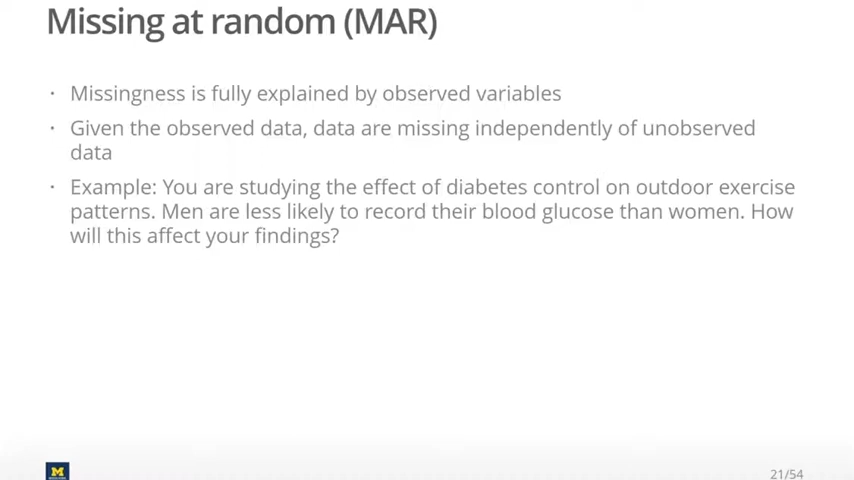 Missing at random (MAR)
· Missingness is fully explained by observed variables
· Given the observed data, data are missing independently of unobserved
data
· Example: You are studying the effect of diabetes control on outdoor exercise
patterns. Men are less likely to record their blood glucose than women. How
will this affect your findings?
M
21/54